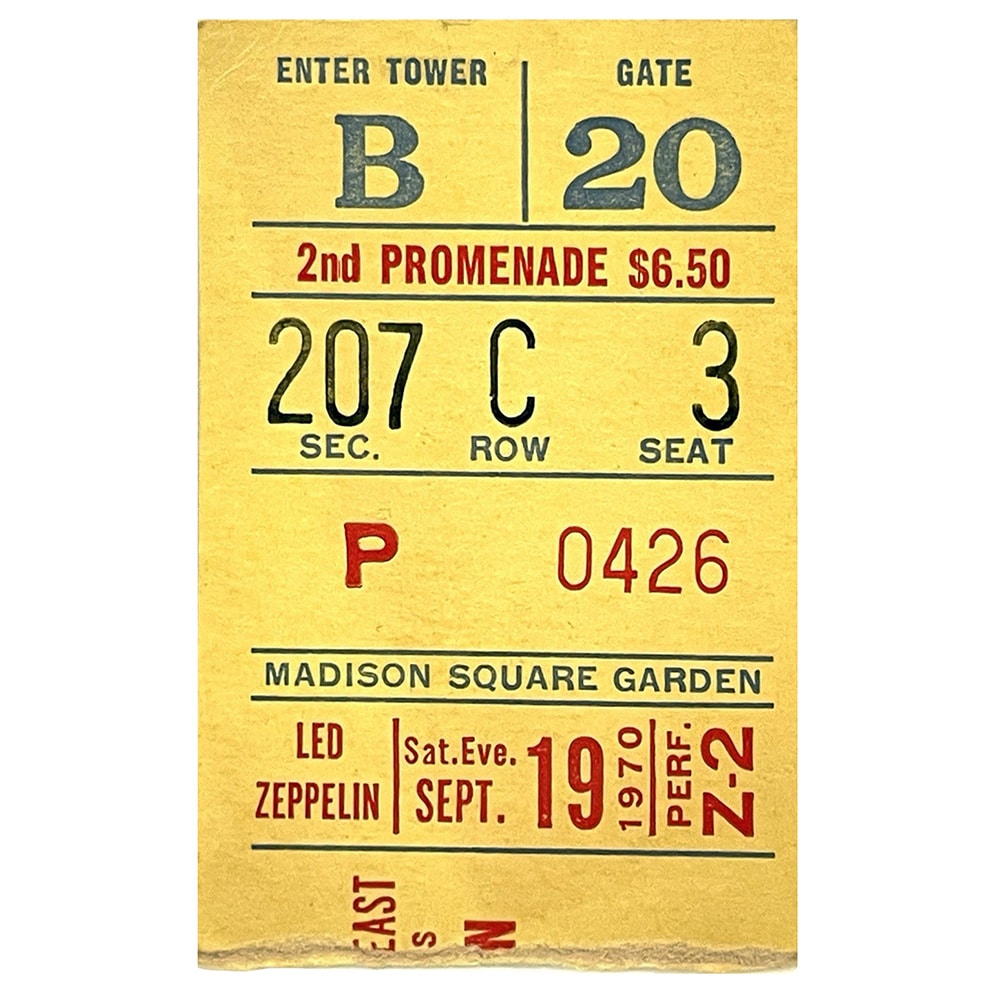 ENTER TOWER GATE
B 20
2nd PROMENADE $6.50
207 C 3
SEC. ROW SEAT
P 0426
MADISON SQUARE GARDEN
LED
ZEPPELIN
Sat.Eve.
SEPT. 19 1970
PERF.
Z-2